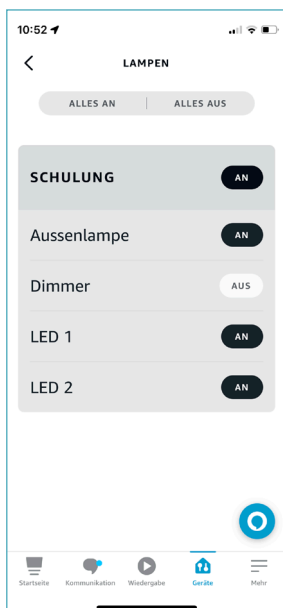 10:52
LAMPEN
ALLES AN | ALLES AUS
SCHULUNG AN
Aussenlampe AN
Dimmer AUS
LED 1 AN
LED 2 AN
Startseite Kommunikation Wiedergabe Geräte Mehr